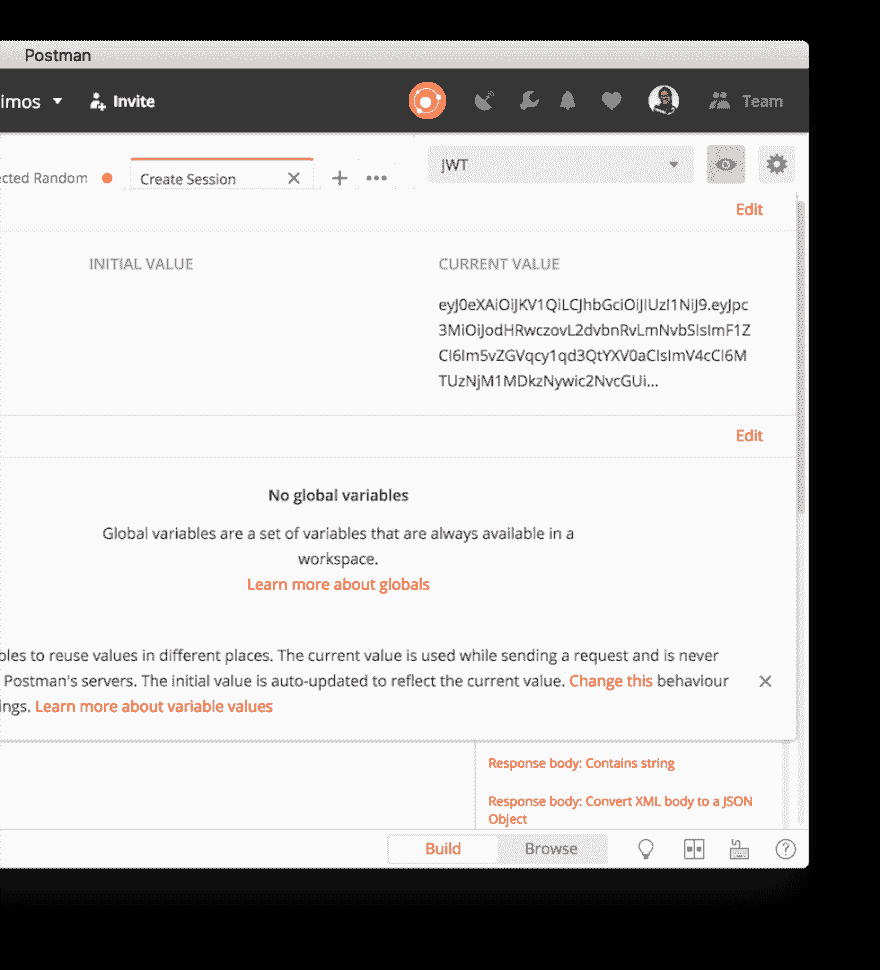 Postman
imos Invite Team
cted Random Create Session JWT
Edit
INITIAL VALUE CURRENT VALUE
eyJ0eXAiOiJKV1QiLCJhbGciOiJIUzI1NiJ9.eyJpc
3MiOiJodHRwczovL2dvbnRvLmNvbSIsImF1Z
CI6Im5vZGVqcy1qd3QtYXV0aCIsImV4cCI6M
TUzNjM1MDkzNywic2NvcGUi...
Edit
No global variables
Global variables are a set of variables that are always available in a
workspace.
Learn more about globals
bles to reuse values in different places. The current value is used while sending a request and is never
Postman's servers. The initial value is auto-updated to reflect the current value. Change this behaviour
ings. Learn more about variable values
Response body: Contains string
Response body: Convert XML body to a JSON
Object
Build Browse